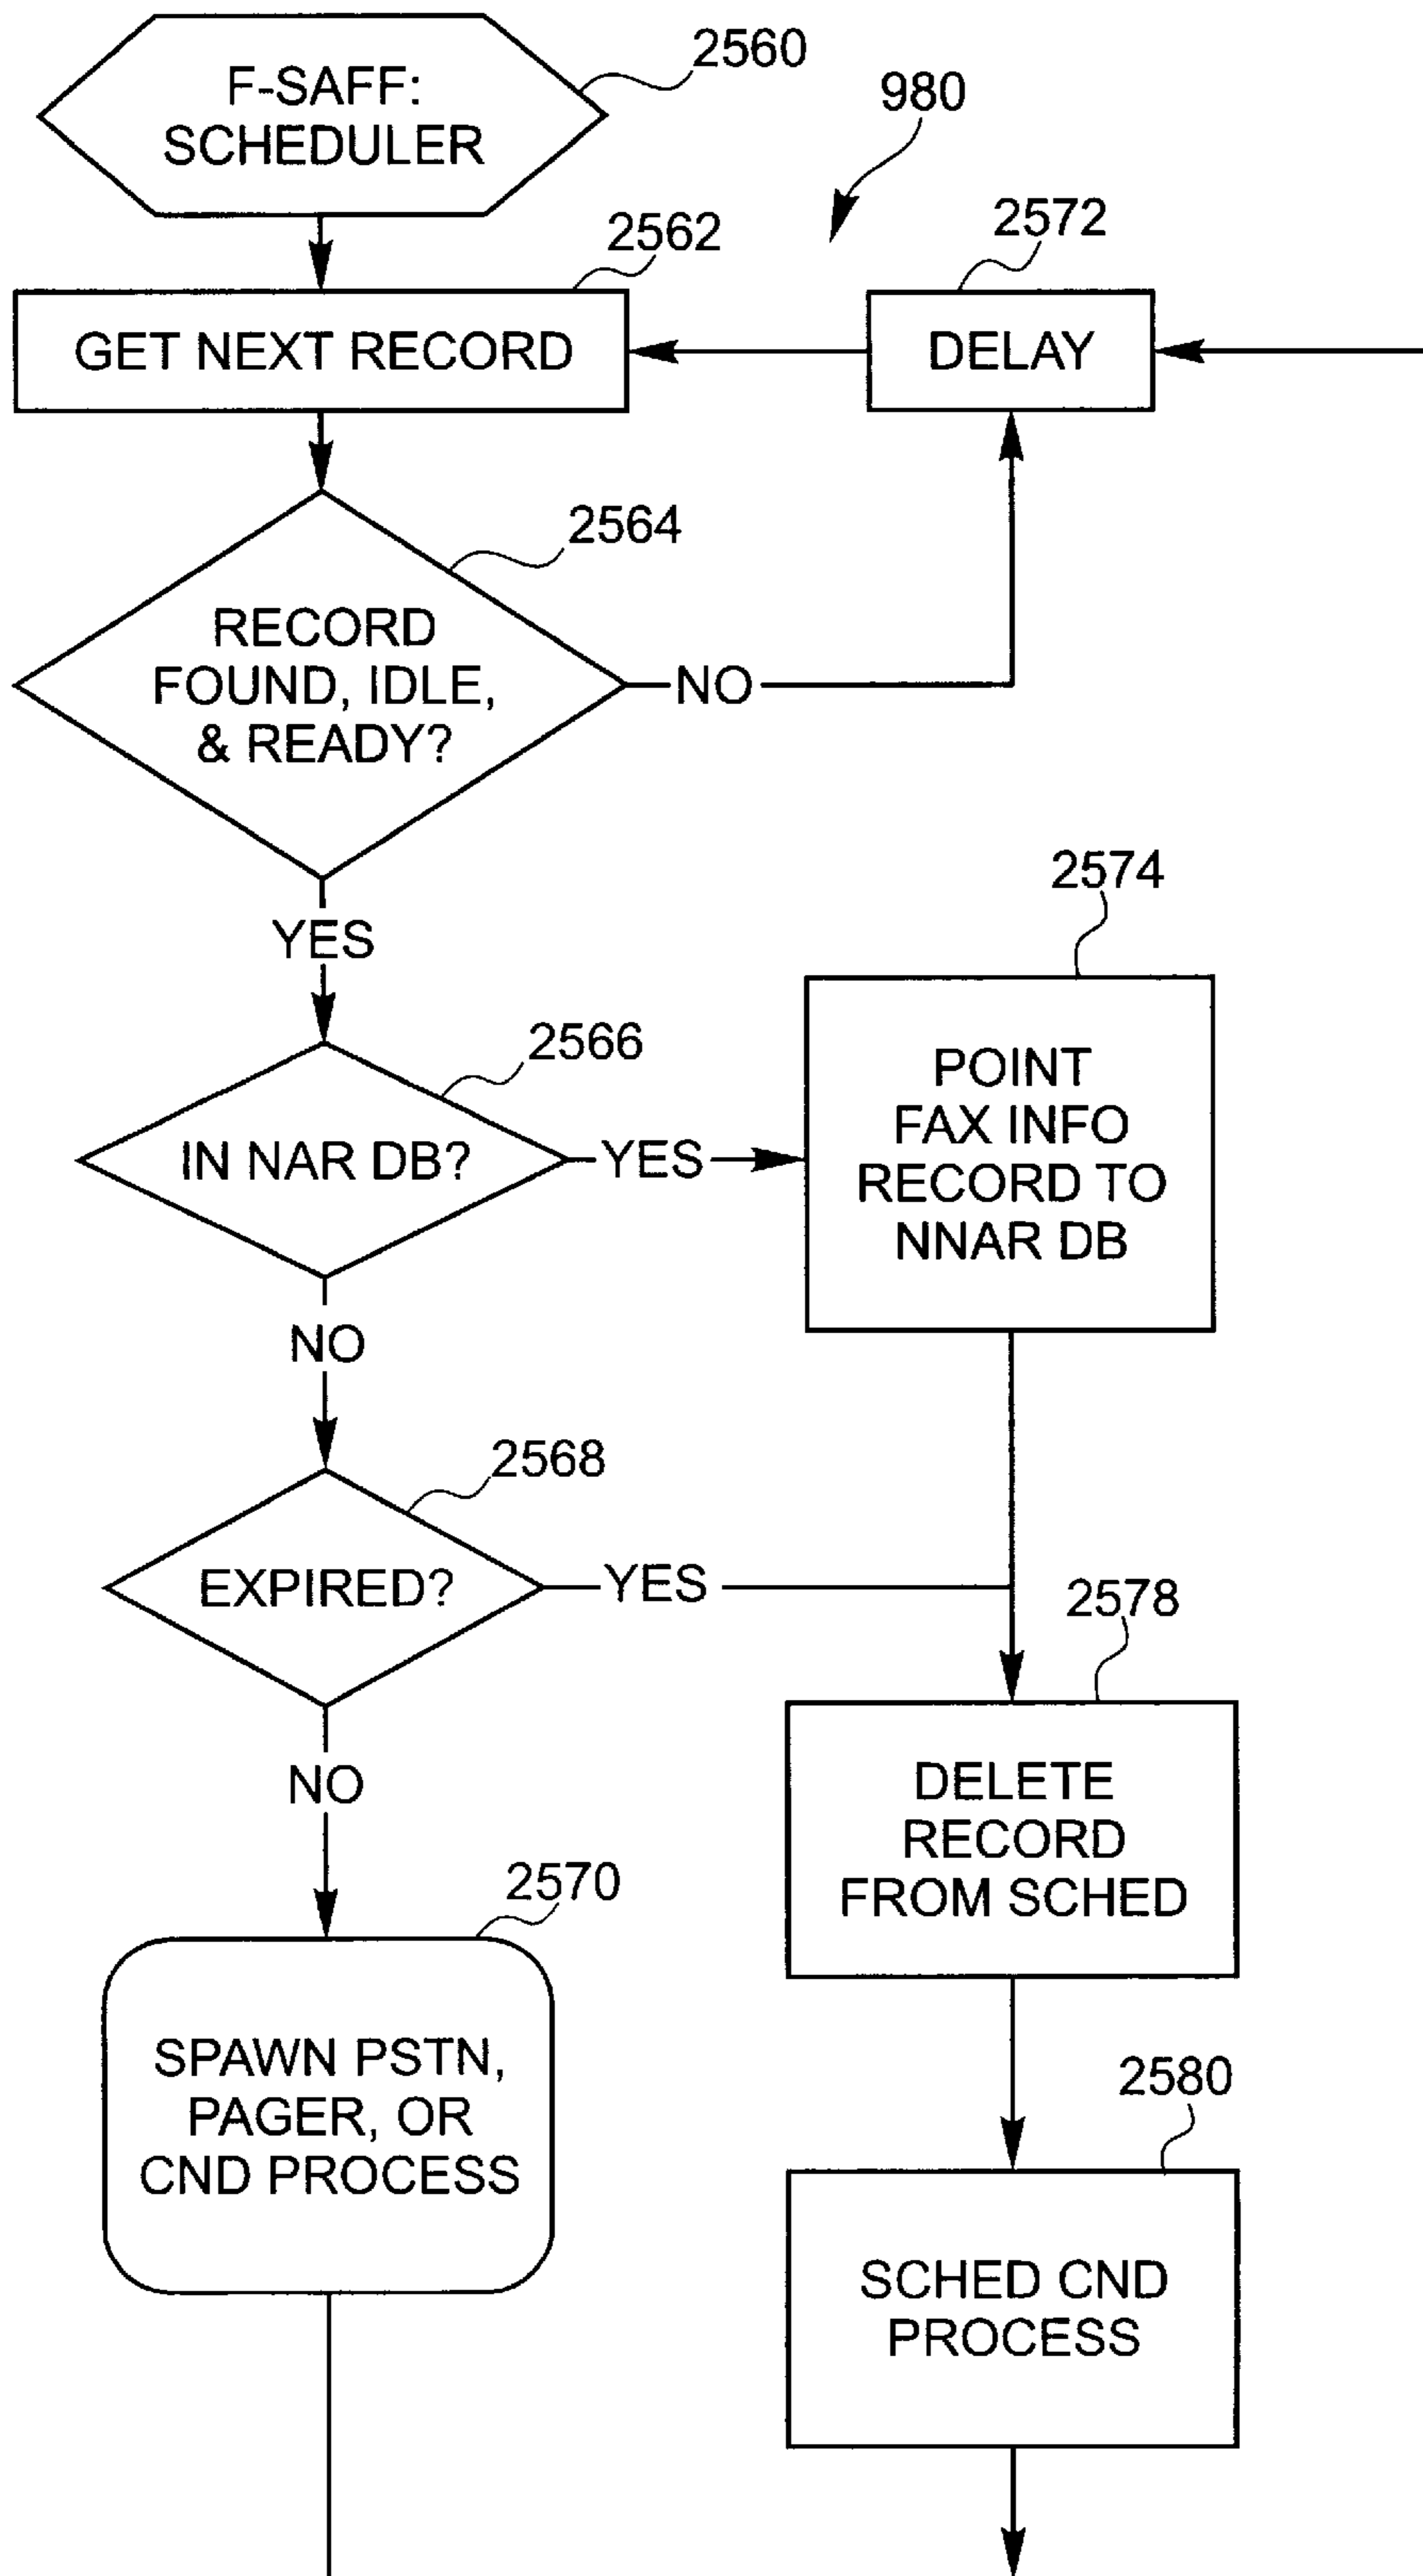 2560
F-SAFF:
SCHEDULER
980
2562
2572
GET NEXT RECORD
DELAY
2564
RECORD
FOUND, IDLE,
& READY?
NO
YES
2574
2566
POINT
FAX INFO
RECORD TO
NNAR DB
IN NAR DB?
YES
NO
2568
EXPIRED?
YES
2578
NO
DELETE
RECORD
FROM SCHED
2570
SPAWN PSTN,
PAGER, OR
CND PROCESS
2580
SCHED CND
PROCESS